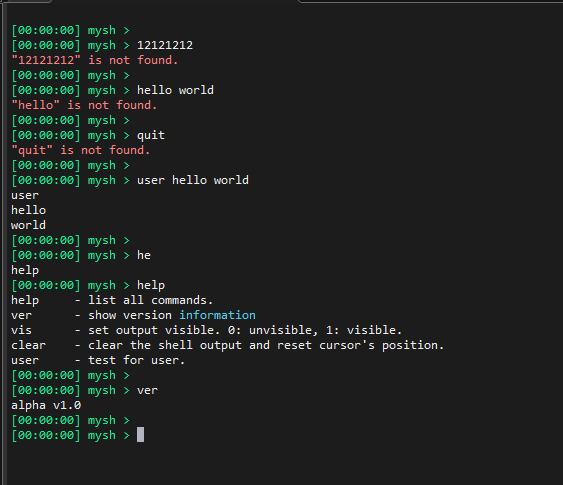 [00:00:00] mysh >
[00:00:00] mysh > 12121212
"12121212" is not found.
[00:00:00] mysh >
[00:00:00] mysh > hello world
"hello" is not found.
[00:00:00] mysh >
[00:00:00] mysh > quit
"quit" is not found.
[00:00:00] mysh >
[00:00:00] mysh > user hello world
user
hello
world
[00:00:00] mysh >
[00:00:00] mysh > he
help
[00:00:00] mysh > help
help    - list all commands.
ver     - show version information
vis     - set output visible. 0: unvisible, 1: visible.
clear   - clear the shell output and reset cursor's position.
user    - test for user.
[00:00:00] mysh >
[00:00:00] mysh > ver
alpha v1.0
[00:00:00] mysh >
[00:00:00] mysh >